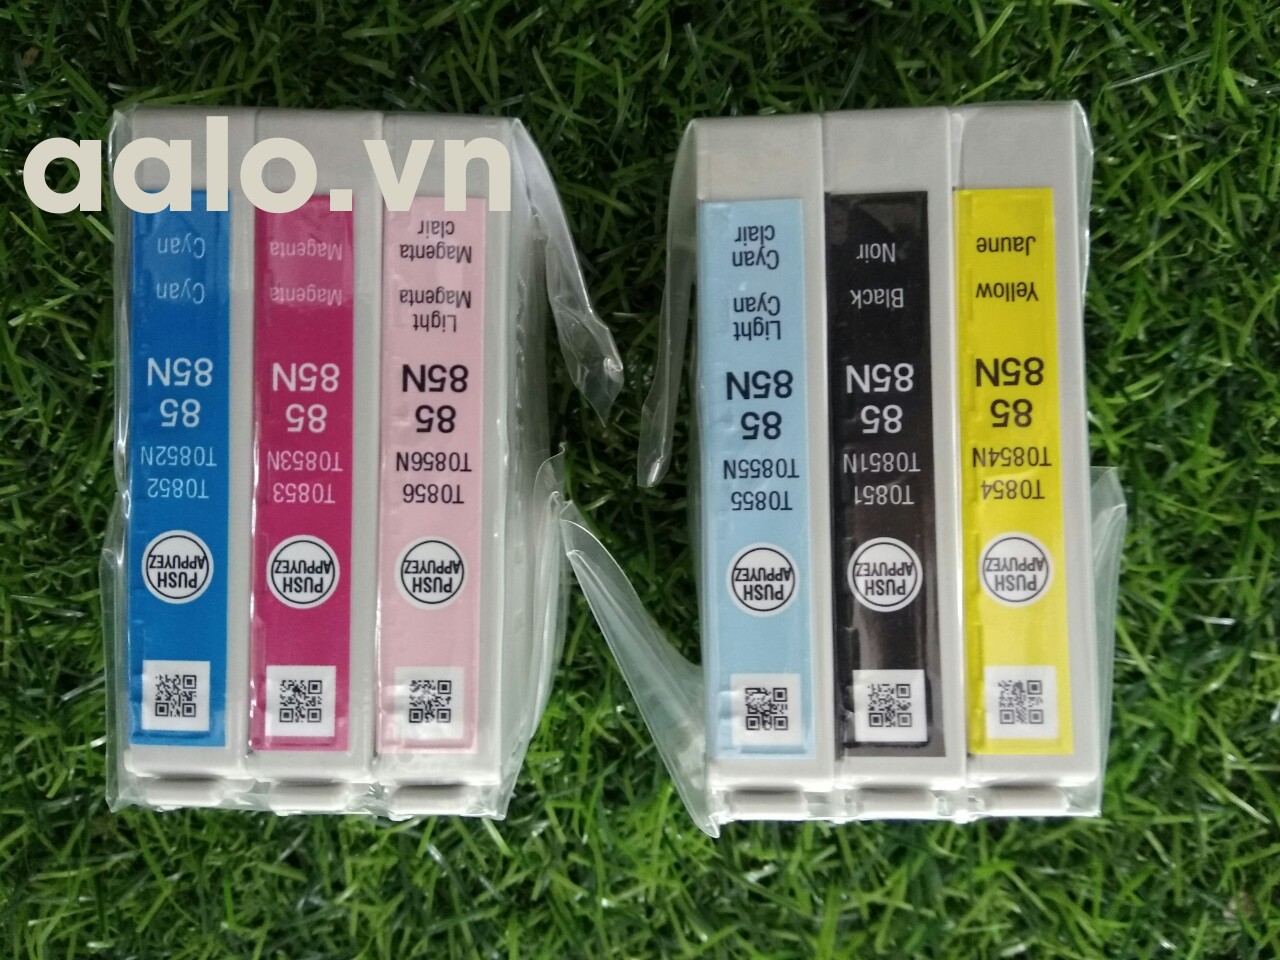 aalo.vn
PUSH
APPUYEZ
T0852
T0852N
85
85N
Cyan
Cyan
PUSH
APPUYEZ
T0853
T0853N
85
85N
Magenta
Magenta
PUSH
APPUYEZ
T0856
T0856N
85
85N
Light
Magenta
Magenta
clair
PUSH
APPUYEZ
T0855
T0855N
85
85N
Light
Cyan
Cyan
clair
PUSH
APPUYEZ
T0851
T0851N
85
85N
Black
Noir
PUSH
APPUYEZ
T0854
T0854N
85
85N
Yellow
Jaune